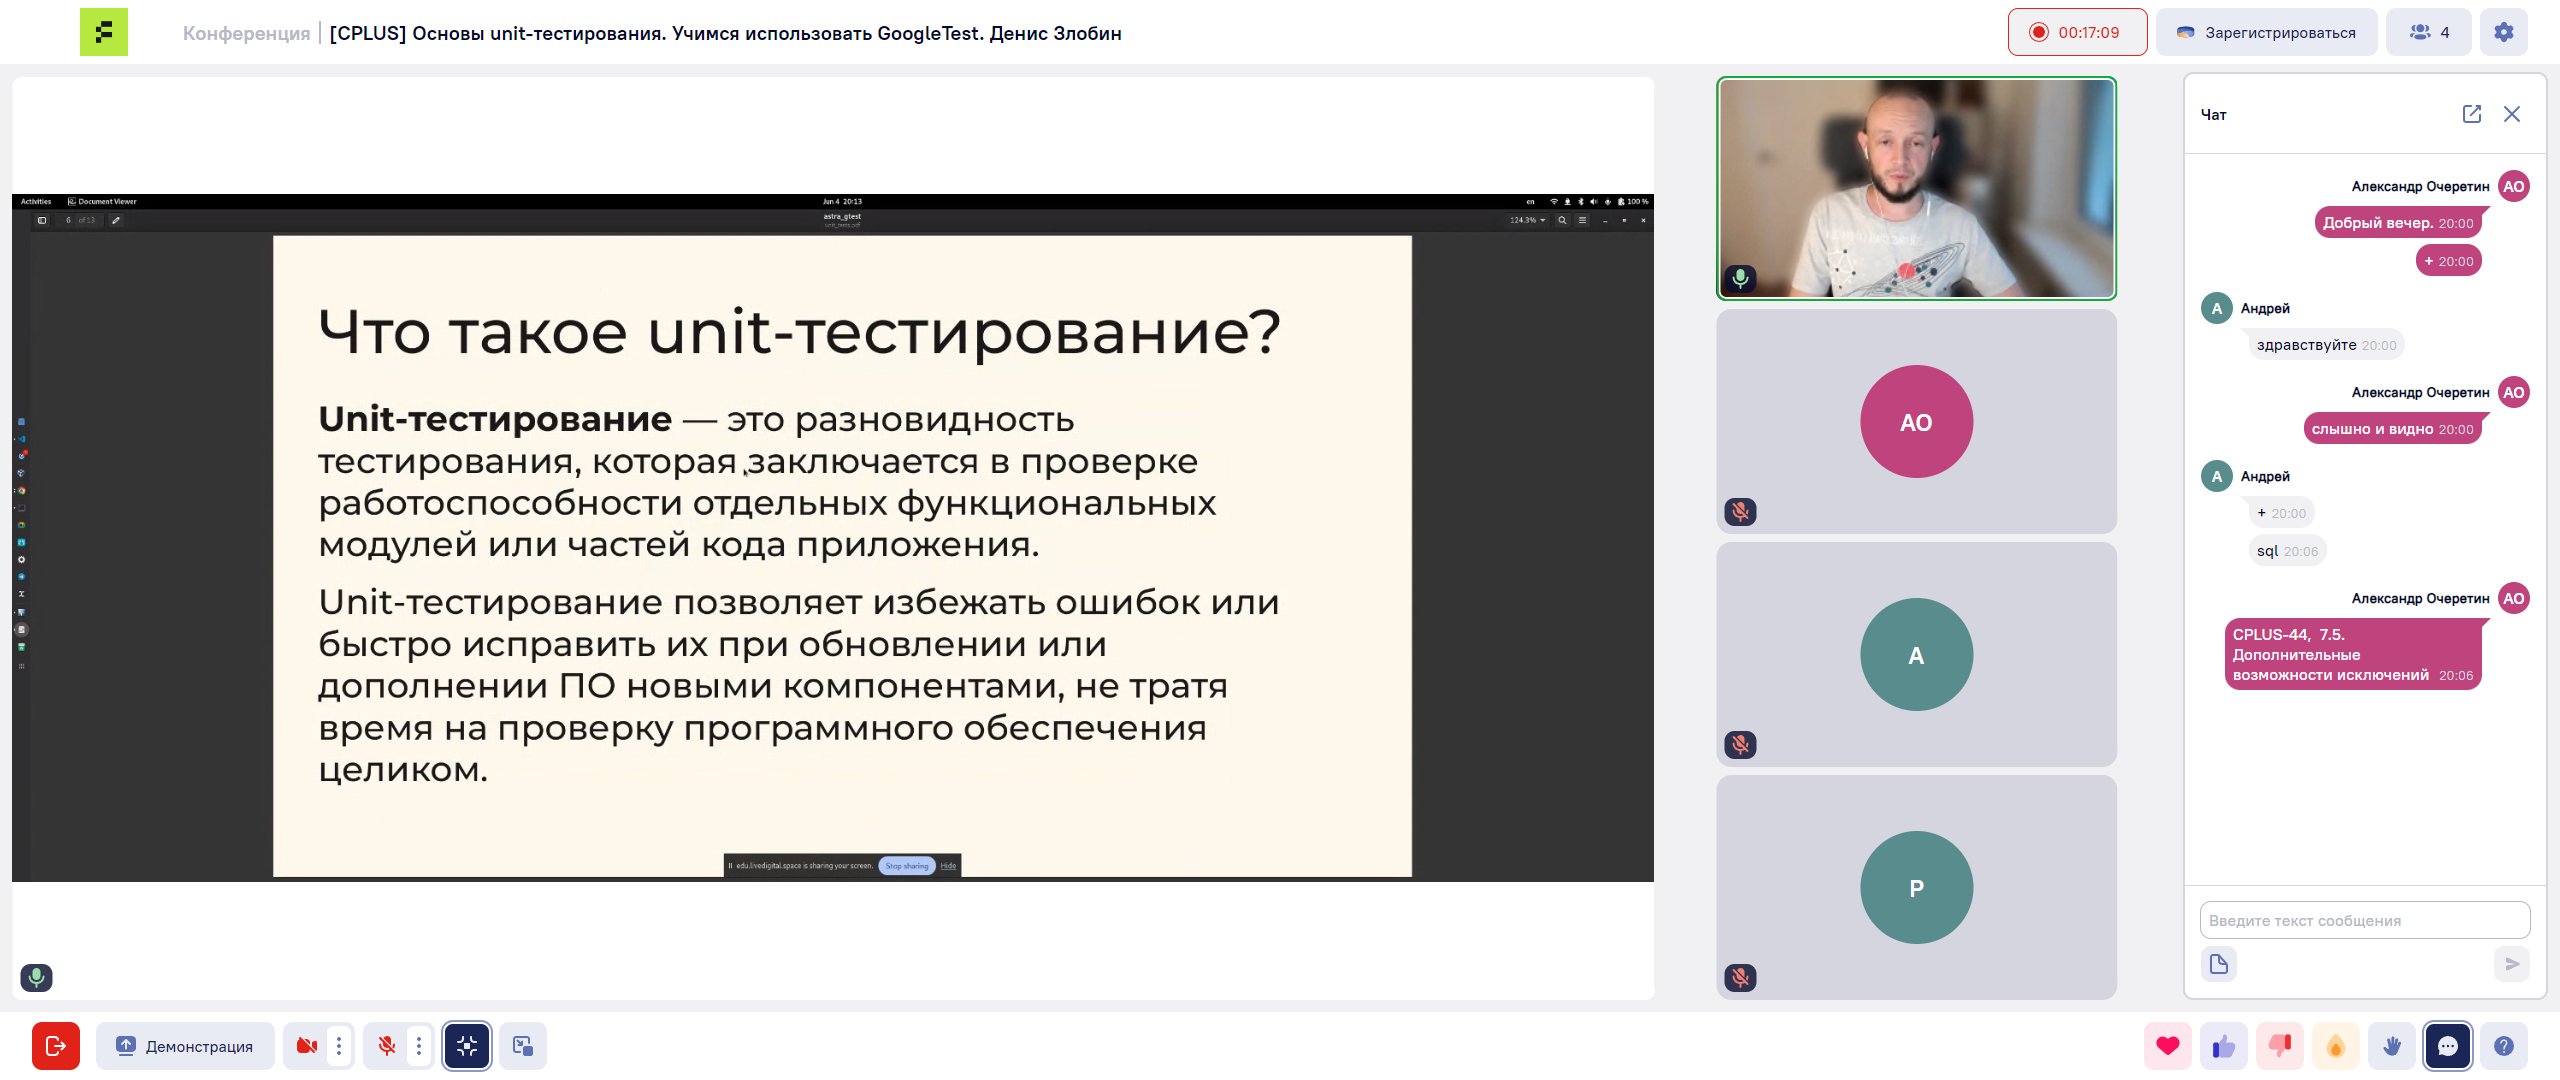 Конференция
[CPLUS] Основы unit-тестирования. Учимся использовать GoogleTest. Денис Злобин
00:17:09
Зарегистрироваться
4
Activities
Document Viewer
Jun 4 20:13
en
100 %
6 of 13
astra_gtest
unit_tests.pdf
124.3%
Что такое unit-тестирование?
Unit-тестирование — это разновидность
тестирования, которая заключается в проверке
работоспособности отдельных функциональных
модулей или частей кода приложения.
Unit-тестирование позволяет избежать ошибок или
быстро исправить их при обновлении или
дополнении ПО новыми компонентами, не тратя
время на проверку программного обеспечения
целиком.
edu.livedigital.space is sharing your screen.
Stop sharing
Hide
АО
А
Р
Чат
Александр Очеретин
АО
Добрый вечер. 20:00
+ 20:00
А
Андрей
здравствуйте 20:00
Александр Очеретин
АО
слышно и видно 20:00
А
Андрей
+ 20:00
sql 20:06
Александр Очеретин
АО
CPLUS-44, 7.5.
Дополнительные
возможности исключений 20:06
Введите текст сообщения
Демонстрация